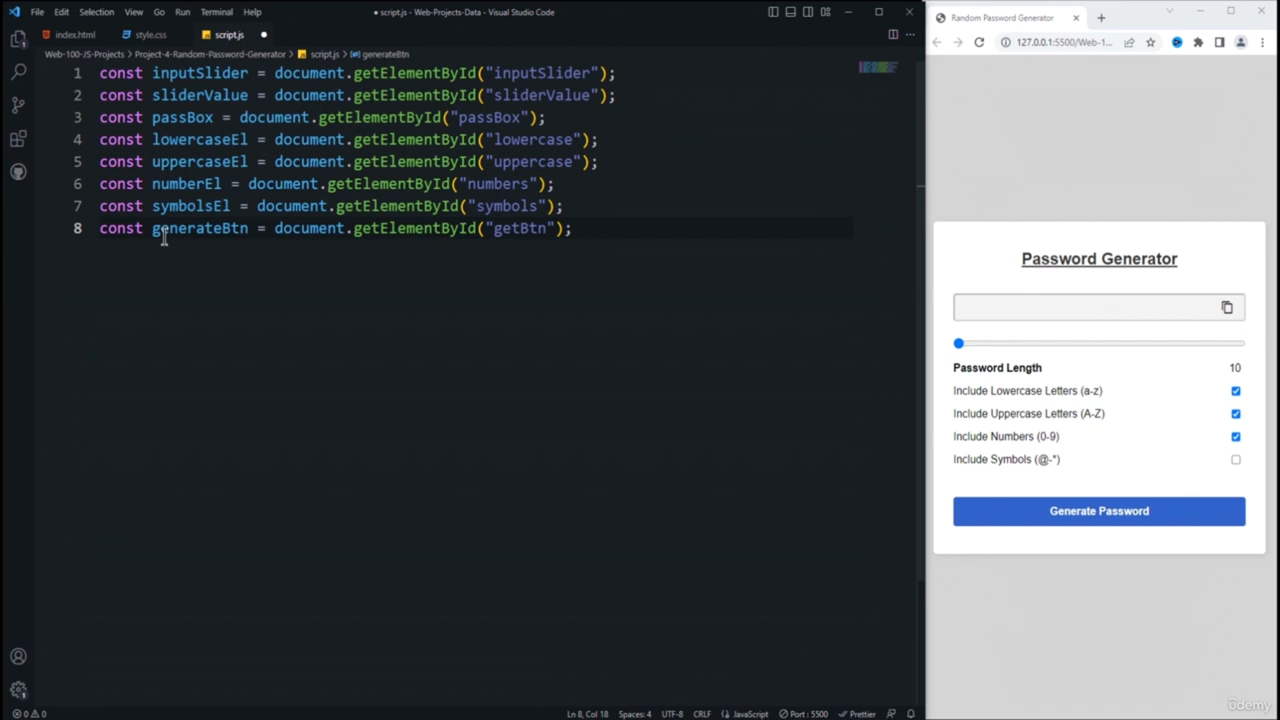 File Edit Selection View Go Run Terminal Help
● script.js - Web-Projects-Data - Visual Studio Code
index.html style.css script.js ●
Web-100-JS-Projects > Project-4-Random-Password-Generator > script.js > generateBtn
1 const inputSlider = document.getElementById("inputSlider");
2 const sliderValue = document.getElementById("sliderValue");
3 const passBox = document.getElementById("passBox");
4 const lowercaseEl = document.getElementById("lowercase");
5 const uppercaseEl = document.getElementById("uppercase");
6 const numberEl = document.getElementById("numbers");
7 const symbolsEl = document.getElementById("symbols");
8 const generateBtn = document.getElementById("getBtn");
0 0
Ln 8, Col 18 Spaces: 4 UTF-8 CRLF JavaScript Port : 5500 Prettier
Random Password Generator
127.0.0.1:5500/Web-1...
Password Generator
Password Length 10
Include Lowercase Letters (a-z)
Include Uppercase Letters (A-Z)
Include Numbers (0-9)
Include Symbols (@-*)
Generate Password
ûdemy